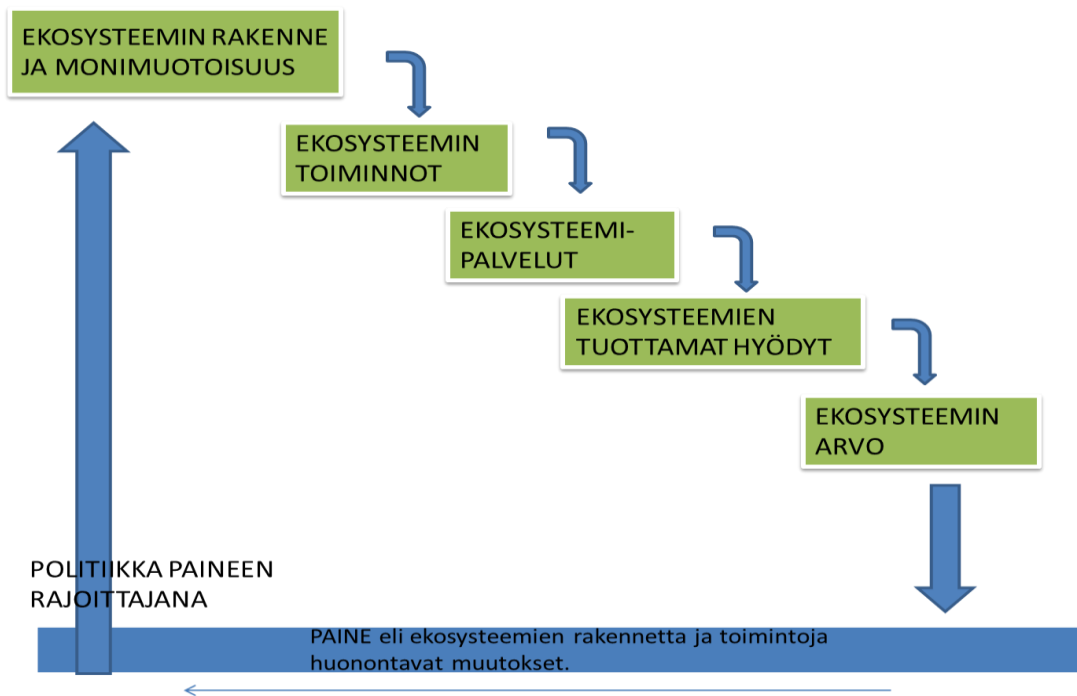 EKOSYSTEEMIN RAKENNE
JA MONIMUOTOISUUS
EKOSYSTEEMIN
TOIMINNOT
EKOSYSTEEMI-
PALVELUT
EKOSYSTEEMIEN
TUOTTAMAT HYÖDYT
EKOSYSTEEMIN
ARVO
POLITIIKKA PAINEEN
RAJOITTAJANA
PAINE eli ekosysteemien rakennetta ja toimintoja
huonontavat muutokset.